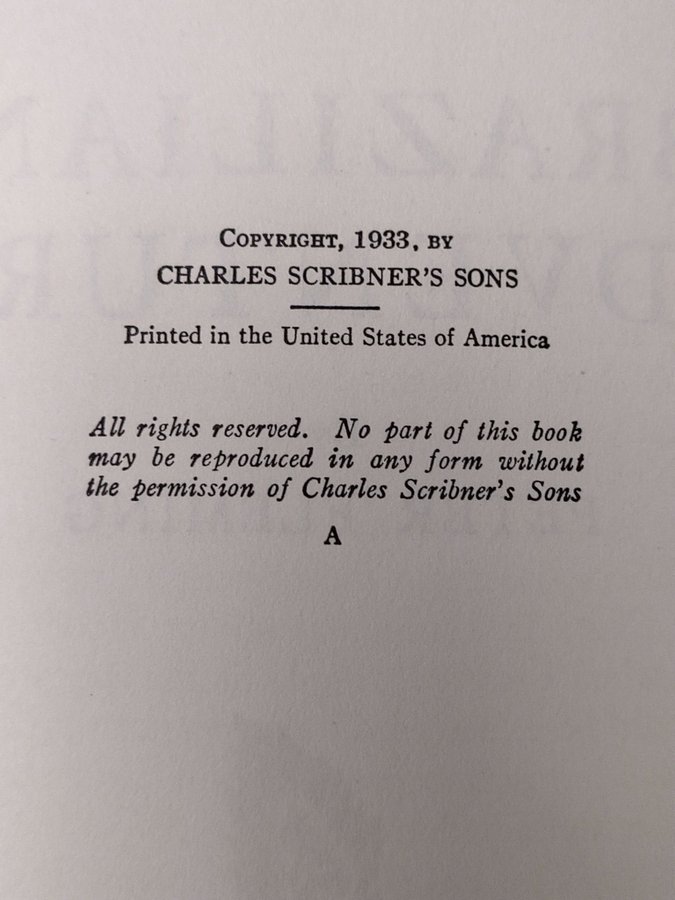 COPYRIGHT, 1933, BY
CHARLES SCRIBNER'S SONS
Printed in the United States of America
All rights reserved. No part of this book
may be reproduced in any form without
the permission of Charles Scribner's Sons
A